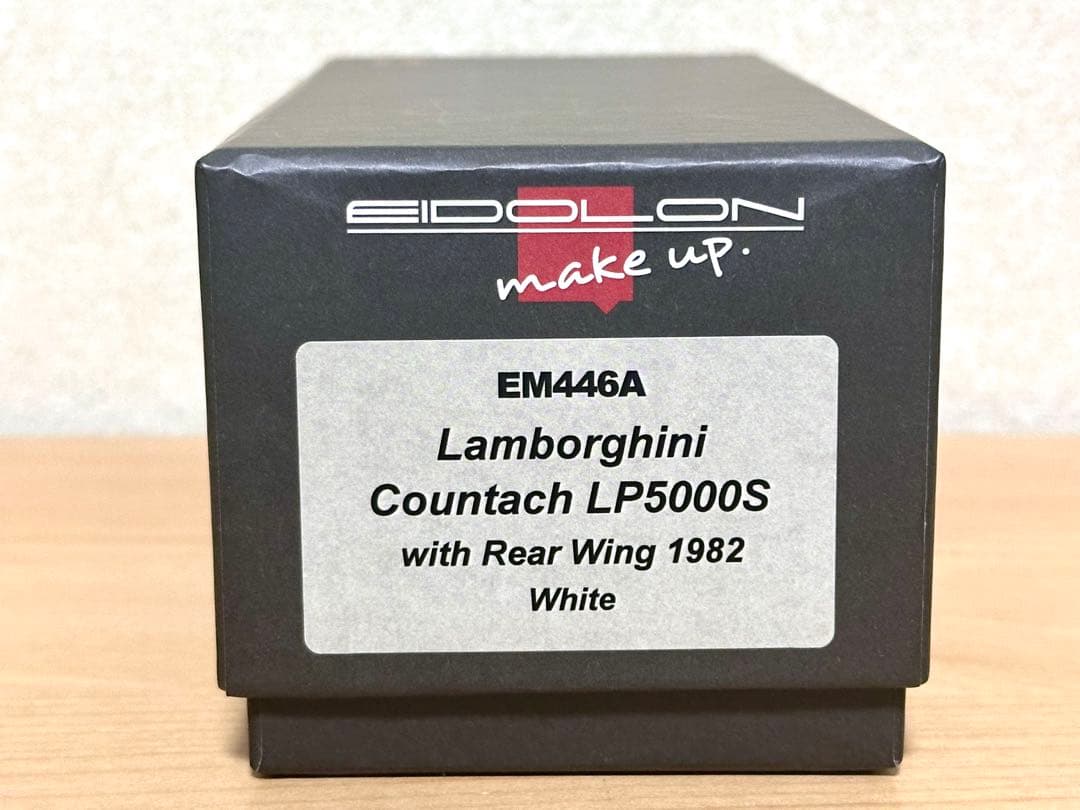 EIDOLON
make up.
EM446A
Lamborghini
Countach LP5000S
with Rear Wing 1982
White